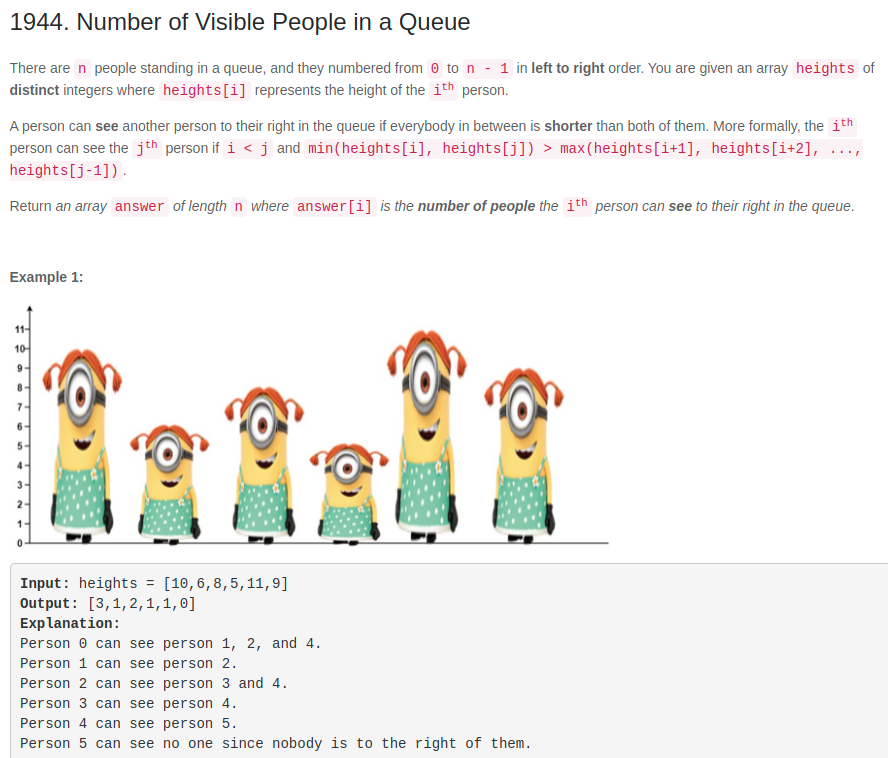 1944. Number of Visible People in a Queue
There are n people standing in a queue, and they numbered from 0 to n - 1 in left to right order. You are given an array heights of
distinct integers where heights[i] represents the height of the ith person.
A person can see another person to their right in the queue if everybody in between is shorter than both of them. More formally, the ith
person can see the jth person if i < j and min(heights[i], heights[j]) > max(heights[i+1], heights[i+2], ...,
heights[j-1]).
Return an array answer of length n where answer[i] is the number of people the ith person can see to their right in the queue.
Example 1:
11
10
9
8
7
6
5
4
3
2
1
0
Input: heights = [10,6,8,5,11,9]
Output: [3,1,2,1,1,0]
Explanation:
Person 0 can see person 1, 2, and 4.
Person 1 can see person 2.
Person 2 can see person 3 and 4.
Person 3 can see person 4.
Person 4 can see person 5.
Person 5 can see no one since nobody is to the right of them.